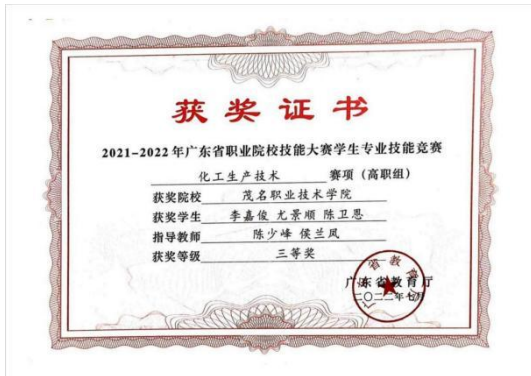 获奖证书
2021-2022年广东省职业院校技能大赛学生专业技能竞赛
化工生产技术 赛项（高职组）
获奖院校 茂名职业技术学院
获奖学生 李嘉俊 尤景顺 陈卫恩
指导教师 陈少峰 侯兰凤
获奖等级 三等奖
广东省教育厅
二〇二二年七月